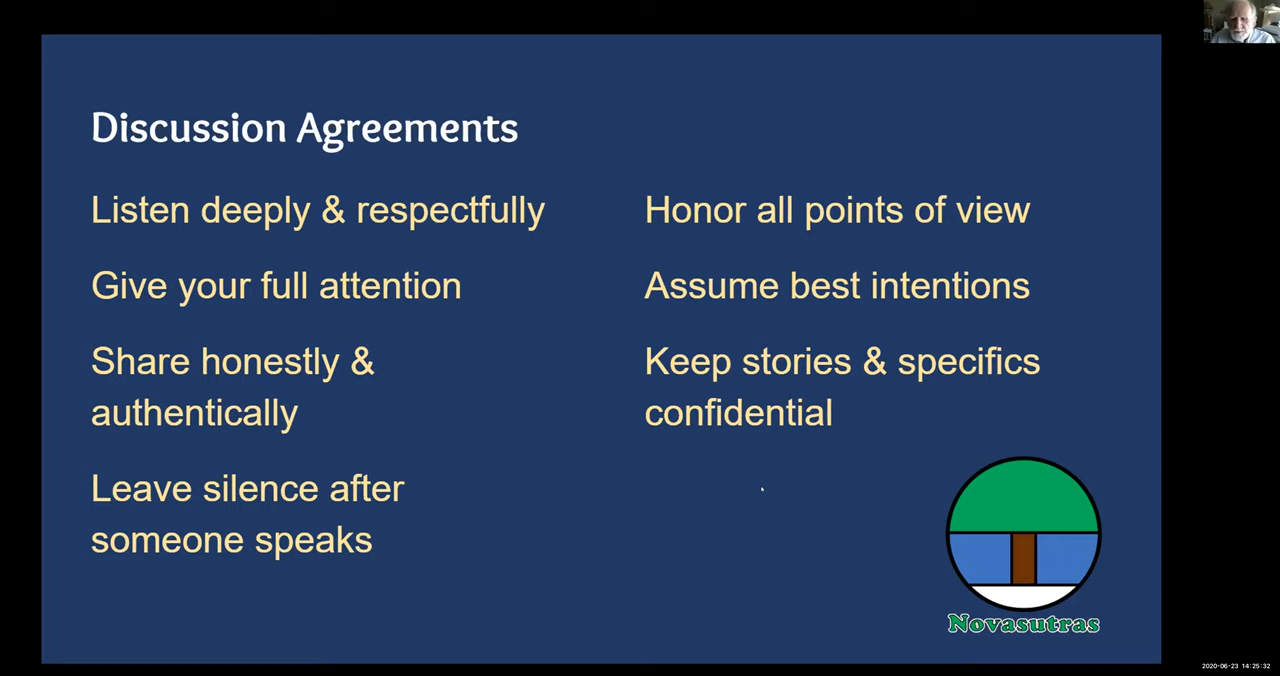 Discussion Agreements
Listen deeply & respectfully
Give your full attention
Share honestly &
authentically
Leave silence after
someone speaks
Honor all points of view
Assume best intentions
Keep stories & specifics
confidential
Novasutras
2020-06-23 14:25:32